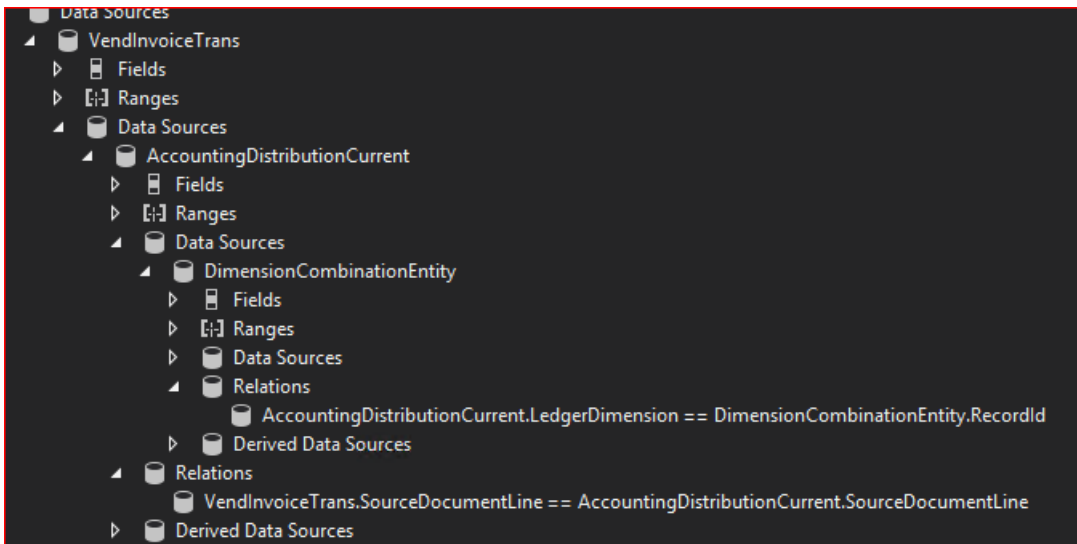 Data Sources
VendInvoiceTrans
Fields
Ranges
Data Sources
AccountingDistributionCurrent
Fields
Ranges
Data Sources
DimensionCombinationEntity
Fields
Ranges
Data Sources
Relations
AccountingDistributionCurrent.LedgerDimension == DimensionCombinationEntity.RecordId
Derived Data Sources
Relations
VendInvoiceTrans.SourceDocumentLine == AccountingDistributionCurrent.SourceDocumentLine
Derived Data Sources